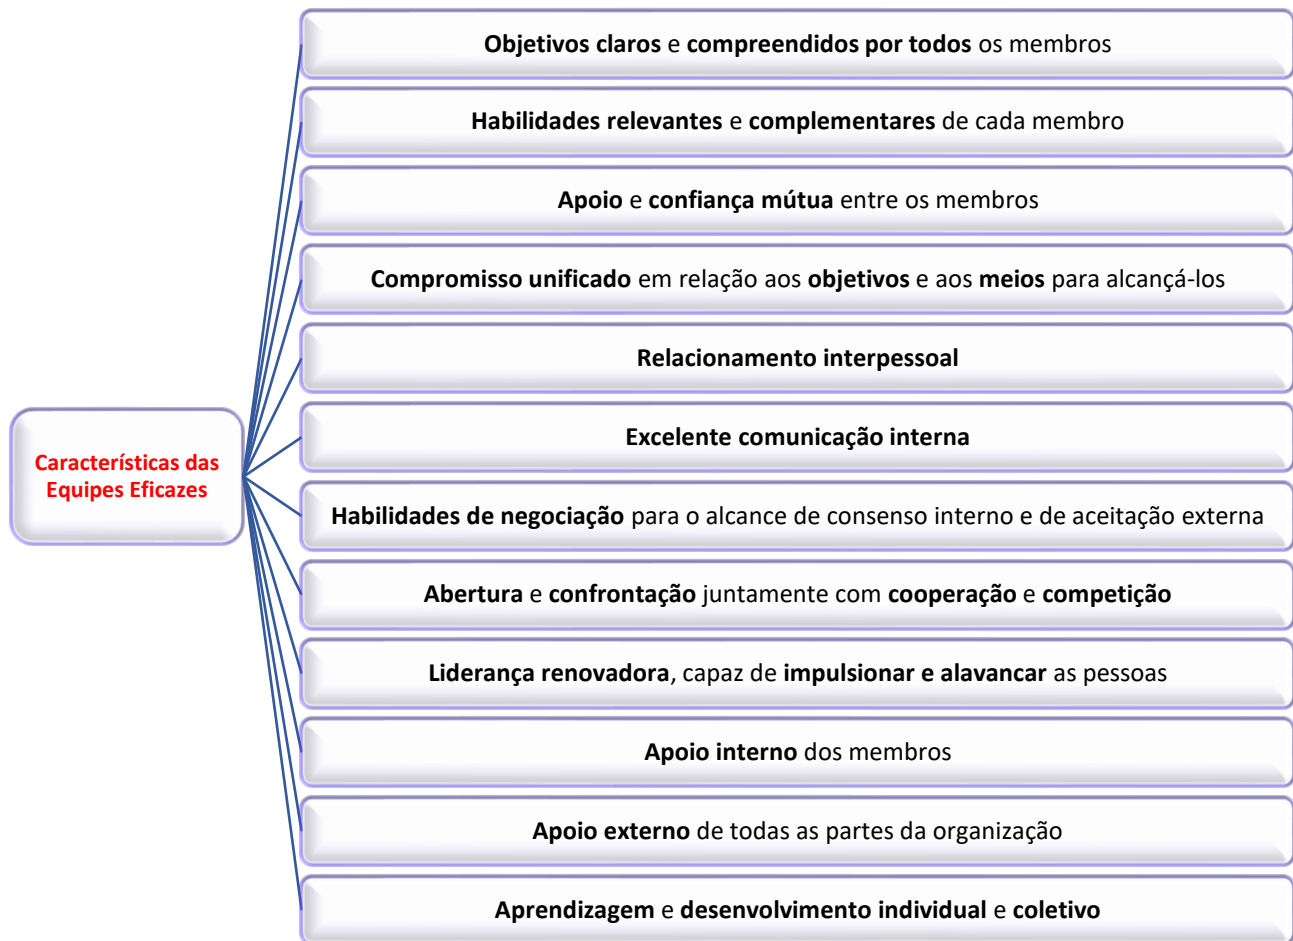 Objetivos claros e compreendidos por todos os membros
Habilidades relevantes e complementares de cada membro
Apoio e confiança mútua entre os membros
Compromisso unificado em relação aos objetivos e aos meios para alcançá-los
Relacionamento interpessoal
Excelente comunicação interna
Características das
Equipes Eficazes
Habilidades de negociação para o alcance de consenso interno e de aceitação externa
Abertura e confrontação juntamente com cooperação e competição
Liderança renovadora, capaz de impulsionar e alavancar as pessoas
Apoio interno dos membros
Apoio externo de todas as partes da organização
Aprendizagem e desenvolvimento individual e coletivo